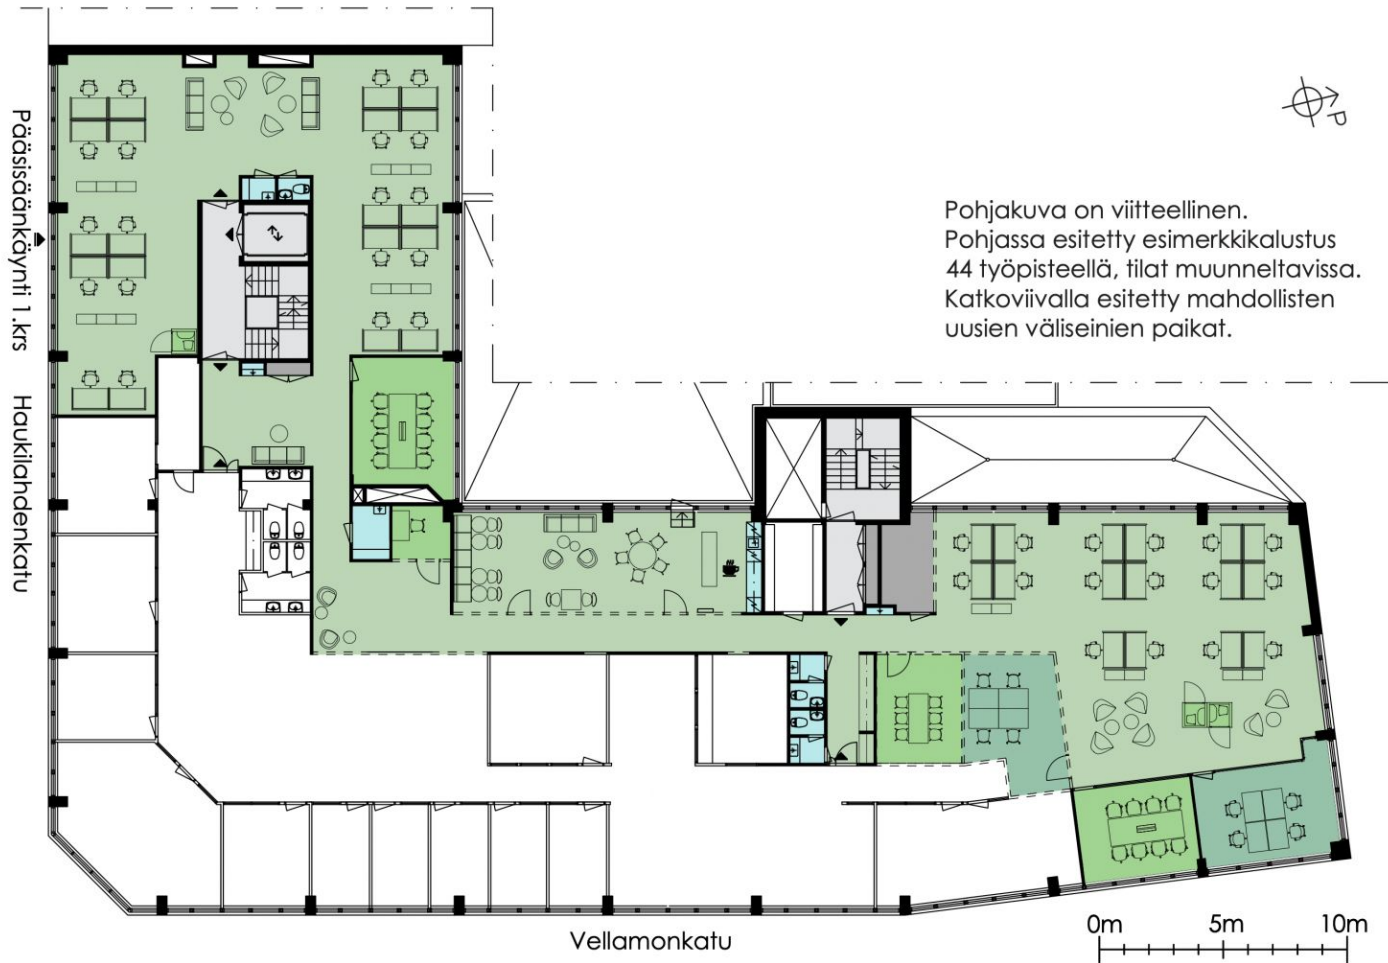 P
Pohjakuva on viitteellinen.
Pohjassa esitetty esimerkkikalustus
44 työpisteellä, tilat muunneltavissa.
Katkoviivalla esitetty mahdollisten
uusien väliseinien paikat.
Pääsisäänkäynti 1.krs
Haukilahdenkatu
Vellamonkatu
0m 5m 10m